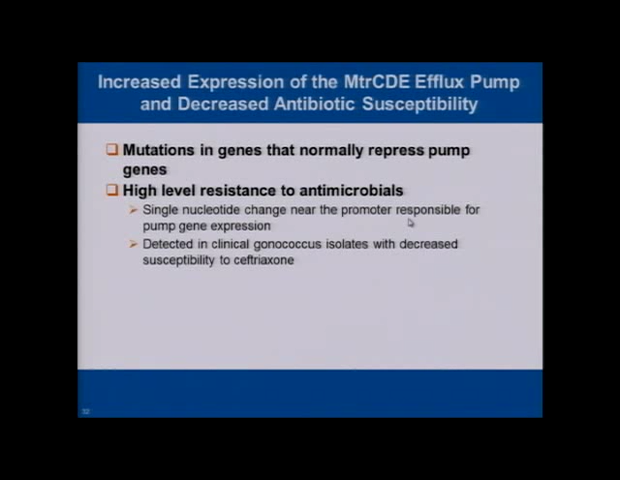 Increased Expression of the MtrCDE Efflux Pump
and Decreased Antibiotic Susceptibility
Mutations in genes that normally repress pump
genes
High level resistance to antimicrobials
Single nucleotide change near the promoter responsible for
pump gene expression
Detected in clinical gonococcus isolates with decreased
susceptibility to ceftriaxone